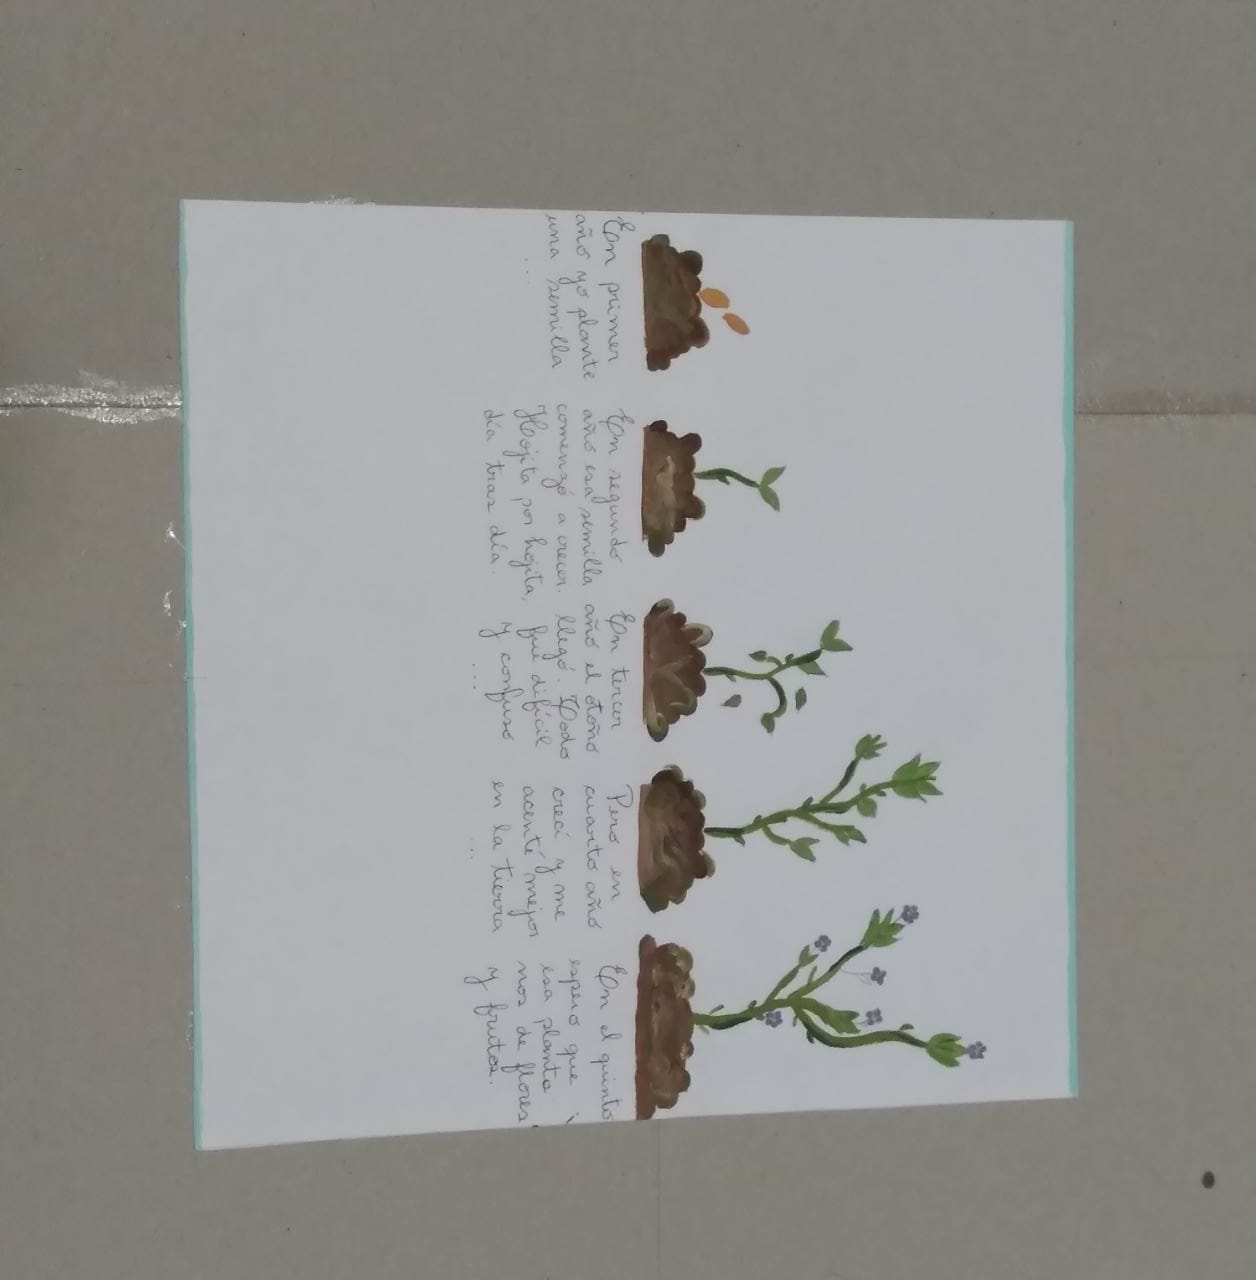 En primer
año yo plante
una semilla
...
En segundo
año esa semilla
comenzó a crecer.
Hojita por hojita,
día tras día.
En tercer
año el otoño
llegó. Todo
fue difícil
y confuso
...
Pero en
cuarto año
crecí y me
acenté mejor
en la tierra
...
En el quinto
espero que
esa planta
nos de flores
y frutos.